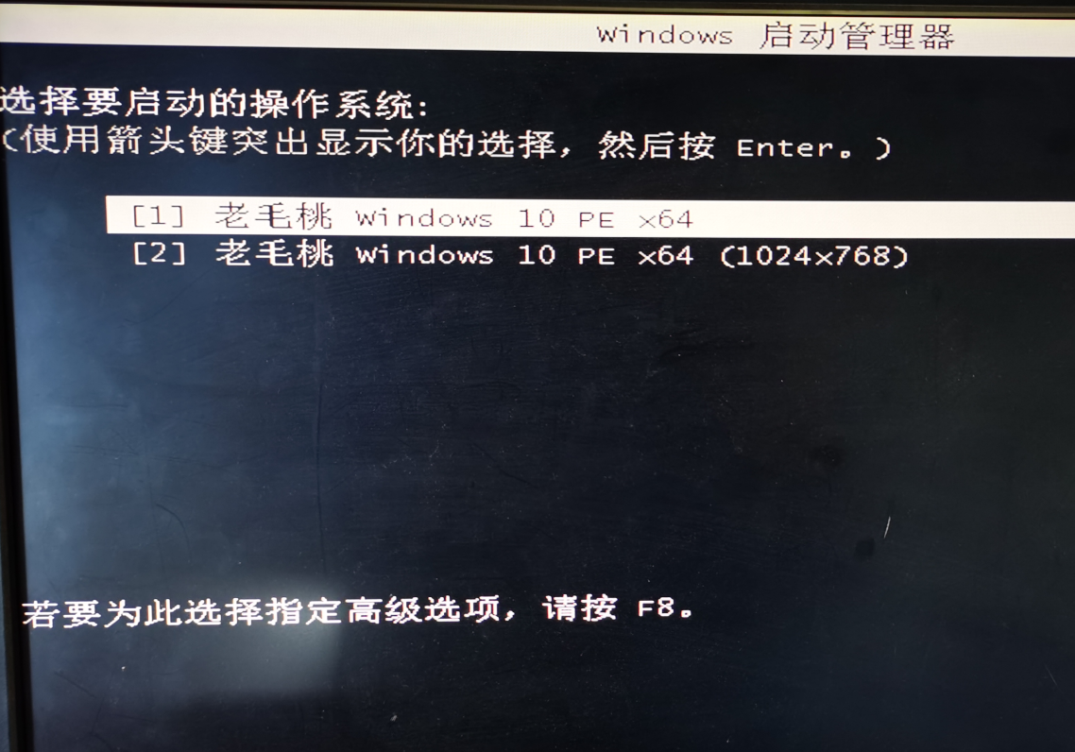 Windows 启动管理器
选择要启动的操作系统:
(使用箭头键突出显示你的选择，然后按 Enter。)
[1] 老毛桃 Windows 10 PE x64
[2] 老毛桃 Windows 10 PE x64 (1024x768)
若要为此选择指定高级选项，请按 F8。